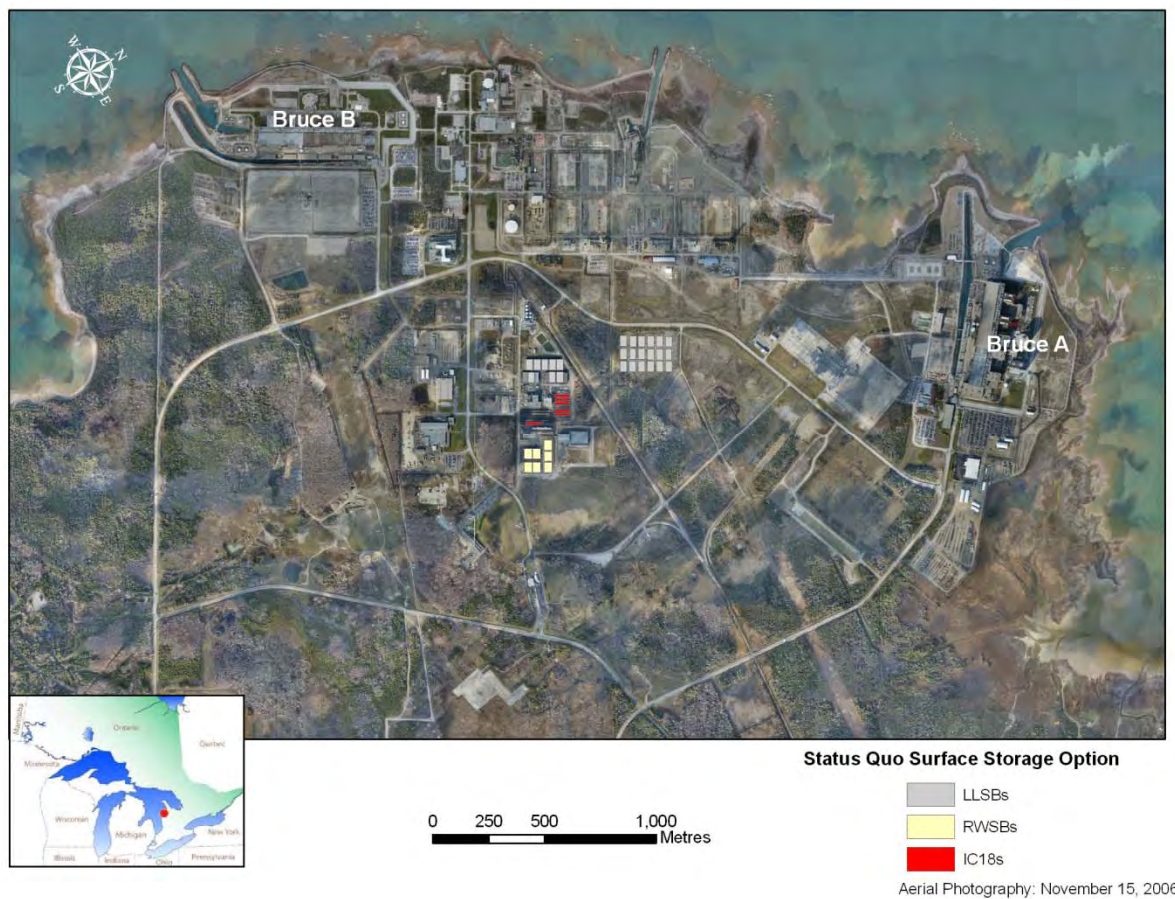 N
W
E
S
Bruce B
Bruce A
Manitoba
Ontario
Quebec
Minnesota
Wisconsin
Michigan
New York
Illinois
Indiana
Ohio
Pennsylvania
0 250 500 1,000
Metres
Status Quo Surface Storage Option
LLSBs
RWSBs
IC18s
Aerial Photography: November 15, 2006